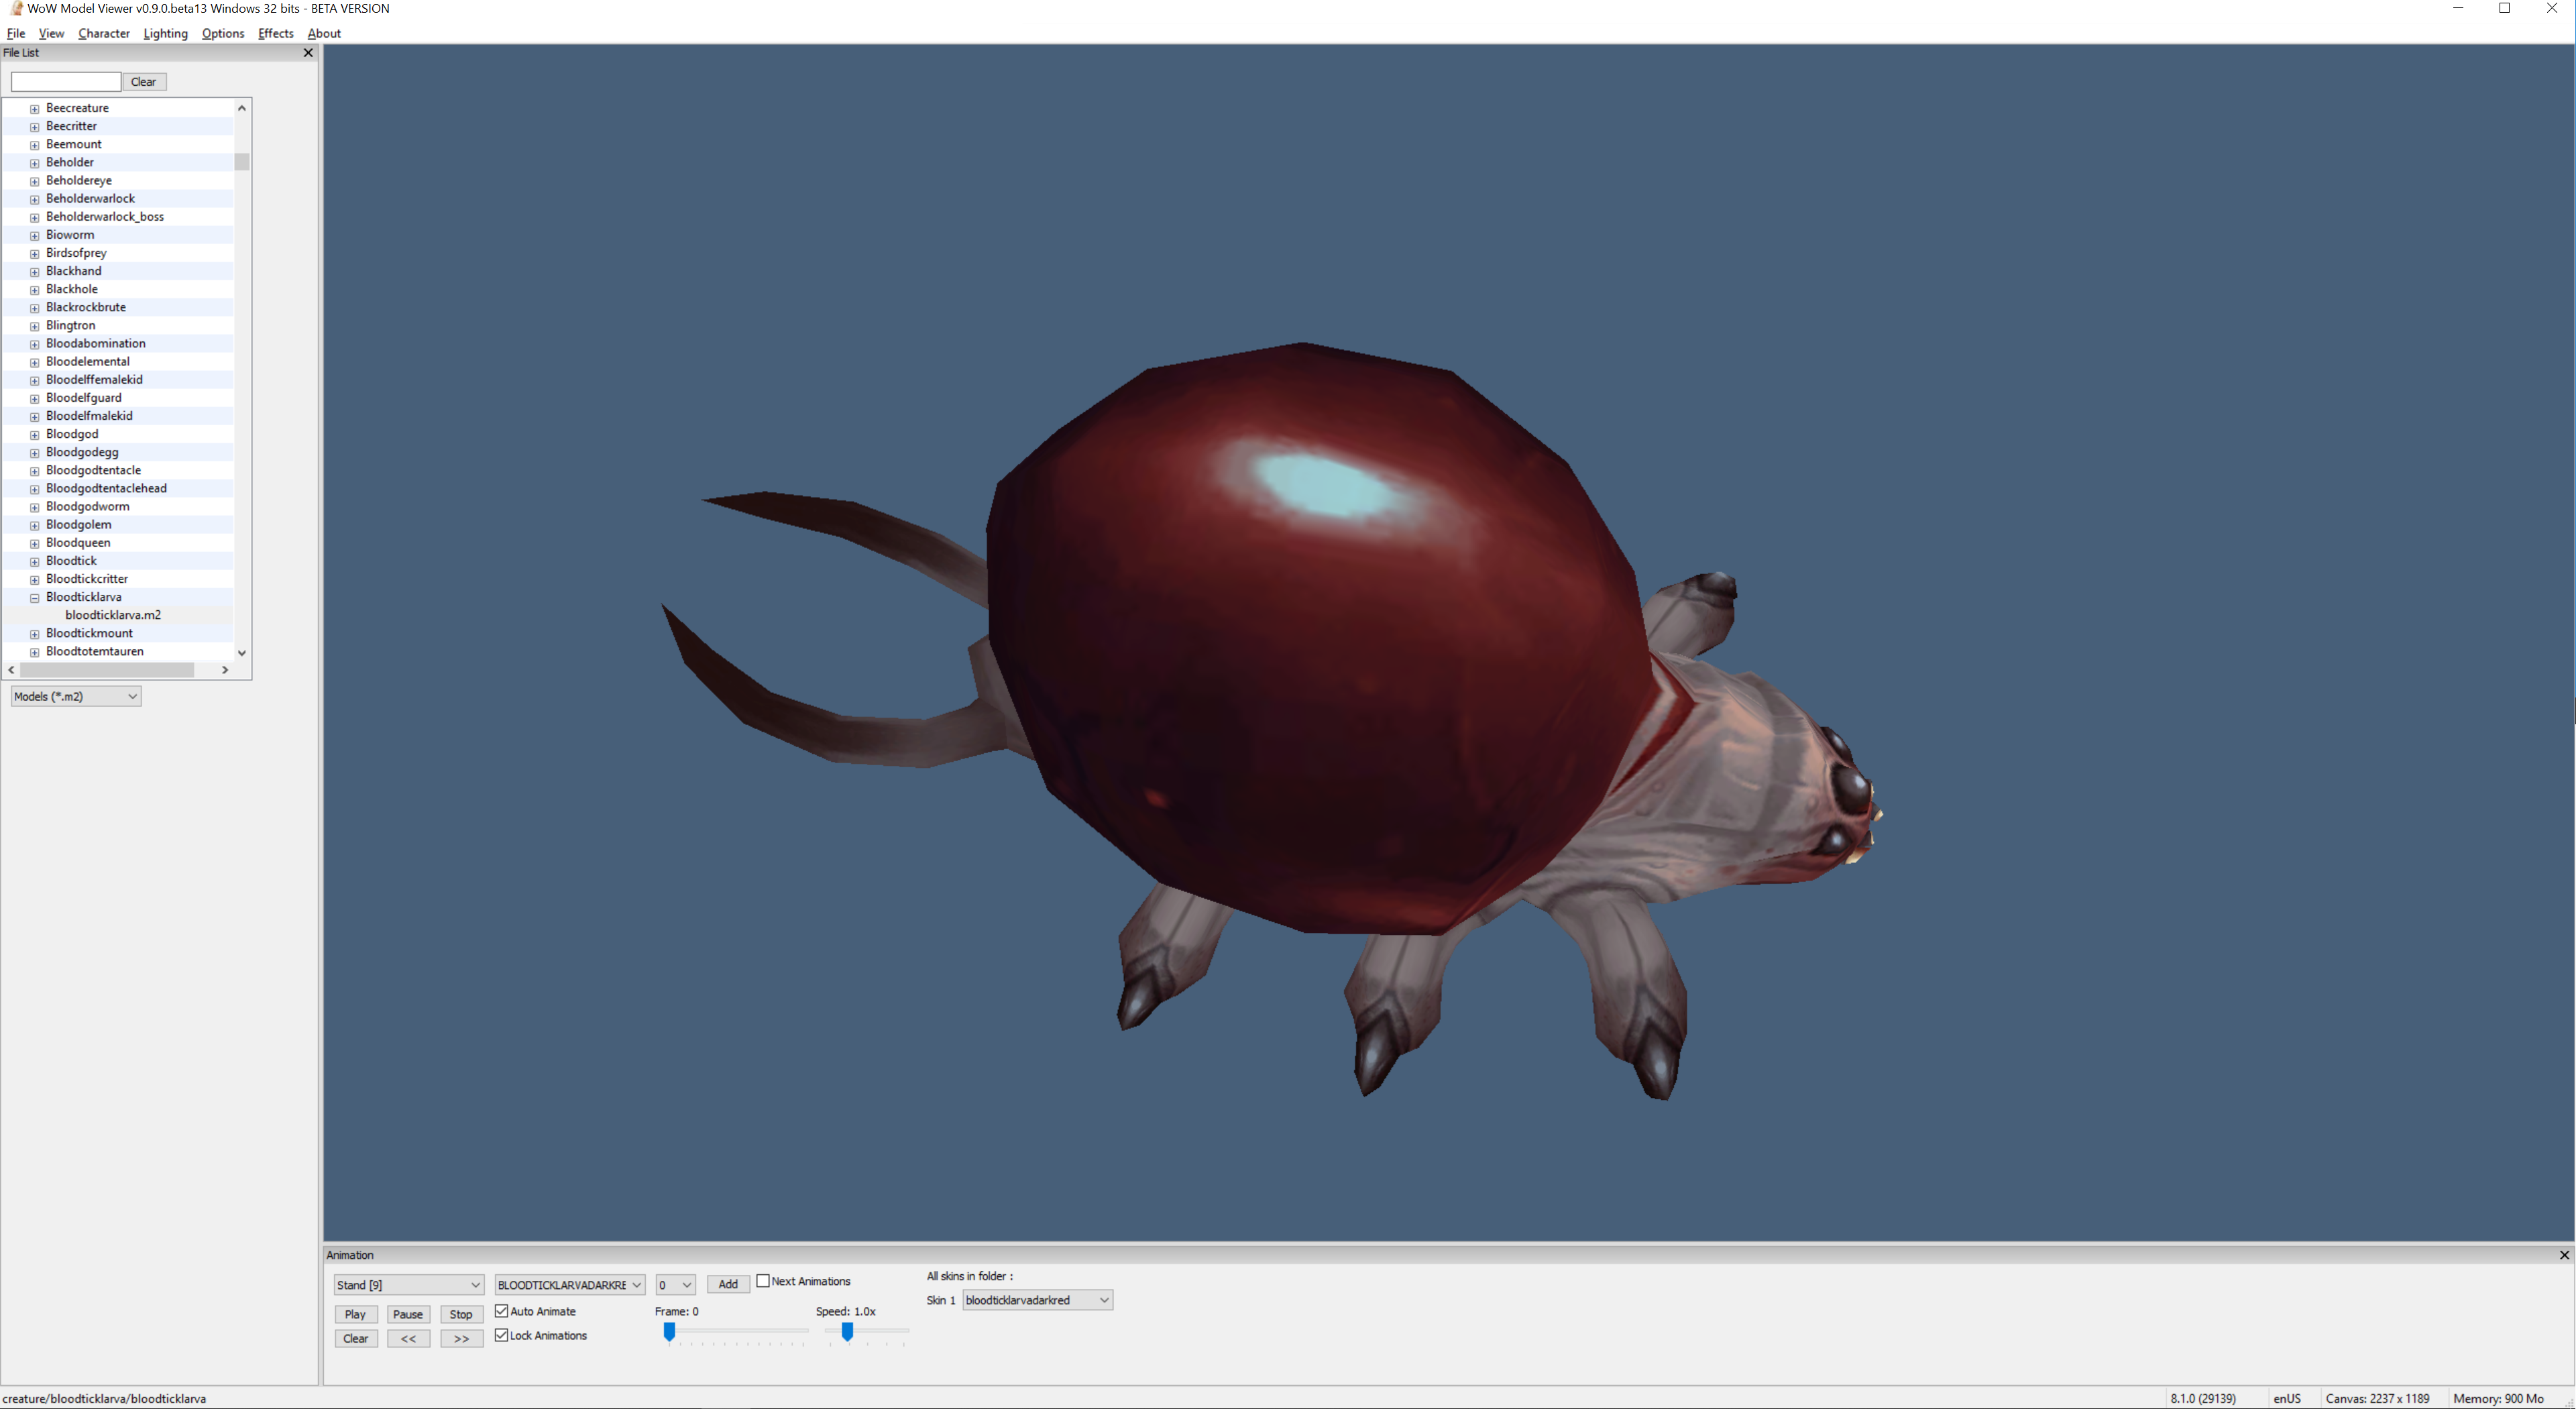 WoW Model Viewer v0.9.0.beta13 Windows 32 bits - BETA VERSION
File View Character Lighting Options Effects About
File List
Clear
Beecreature
Beecritter
Beemount
Beholder
Beholdereye
Beholderwarlock
Beholderwarlock_boss
Bioworm
Birdsofprey
Blackhand
Blackhole
Blackrockbrute
Blingtron
Bloodabomination
Bloodelemental
Bloodelffemalekid
Bloodelfguard
Bloodelfmalekid
Bloodgod
Bloodgodegg
Bloodgodtentacle
Bloodgodtentaclehead
Bloodgodworm
Bloodgolem
Bloodqueen
Bloodtick
Bloodtickcritter
Bloodticklarva
bloodticklarva.m2
Bloodtickmount
Bloodtotemtauren
Models (*.m2)
Animation
Stand [9] BLOODTICKLARVADARKRE 0 Add Next Animations
Play Pause Stop Auto Animate Frame: 0 Speed: 1.0x
Clear << >> Lock Animations
All skins in folder :
Skin 1 bloodticklarvadarkred
creature/bloodticklarva/bloodticklarva 8.1.0 (29139) enUS Canvas: 2237 x 1189 Memory: 900 Mo